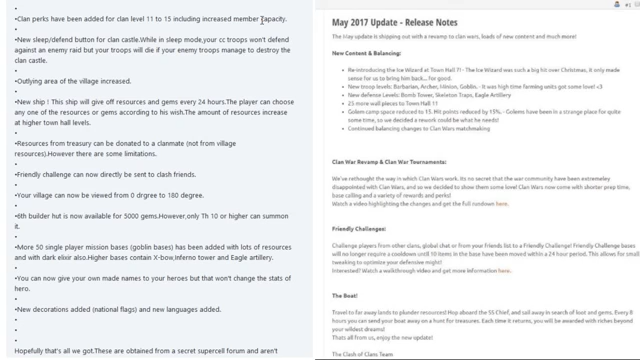 •
•Clan perks have been added for clan level 11 to 15 including increased member capacity.
•
•New sleep/defend button for clan castle.While in sleep mode,your cc troops won't defend
against an enemy raid but your troops will die if your enemy troops manage to destroy the
clan castle.
•
•Outlying area of the village increased.
•
•New ship ! This ship will give off resources and gems every 24 hours.The player can choose
any one of the resources or gems according to his wish.The amount of resources increase
at higher town hall levels.
•
•Resources from treasury can be donated to a clanmate (not from village
resources).However there are some limitations.
•
•Friendly challenge can now directly be sent to clash friends.
•
•Your village can now be viewed from 0 drgree to 180 degree.
•
•6th builder hut is now available for 5000 gems.However,only Th 10 or higher can summon
it.
•
•More 50 single player mission bases (goblin bases) has been added with lots of resources
and with dark elixir also.Higher bases contain X-bow,Inferno tower and Eagle artillery.
•
•You can now give your own made names to your heroes but that won't change the stats of
hero.
•
•New decorations added (national flags) and new languages added.
•
•
•
Hopefully that's all we got.These are obtained from a secret supercell forum and aren't
May 2017 Update - Release Notes
The May update is shipping out with a revamp to clan wars, loads of new content and much more!
New Content & Balancing:
• Re-introducing the Ice Wizard at Town Hall 7! - The Ice Wizard was such a big hit over Christmas, it only made
sense for us to bring him back... for good.
• New troop levels: Barbarian, Archer, Minion, Goblin. - It was high time farming units got some love! <3
• New defense Levels: Bomb Tower, Skeleton Traps, Eagle Artillery
• 25 more wall pieces to Town Hall 11
• Golem camp space reduced to 15. Hit points reduced by 15%. - Golems have been in a strange place for quite
some time, so we decided a rework could be what he needs!
• Continued balancing changes to Clan Wars matchmaking
Clan War Revamp & Clan War Tournaments:
We've rethought the way in which Clan Wars work. Its no secret that the war community have been extremeley
disappointed with Clan Wars, and so we decided to show them some love! Clan Wars now come with shorter prep time,
base calling and a variety of rewards and perks!
Watch a video highlighting the changes and get the full rundown here.
Friendly Challenges:
Challenge players from other clans, global chat or from your Friends list to a Friendly Challenge! Friendly Challenge bases
will no longer require a cooldown until 10 items in the base have been moved within a 24 hour period. This allows for small
tweaking to optimize your defensive might!
Interested? Watch a walkthrough video and get more information here.
The Boat!
Travel to far away lands to plunder resources! Hop aboard the SS Chief, and sail away in search of loot and gems. Every 8
hours you can send your boat away on a hunt for treasures. Each time it returns, you will be awarded with riches beyond
your wildest dreams!
Thats all from us, enjoy the new update!
The Clash of Clans Team